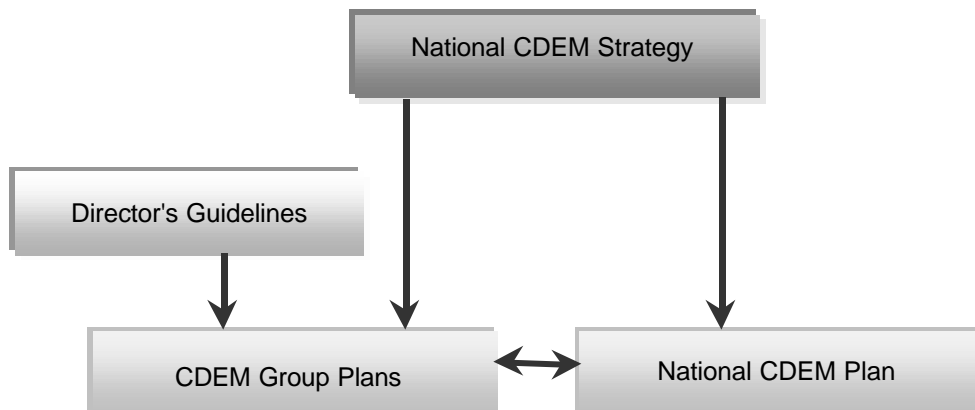 National CDEM Strategy
Director's Guidelines
CDEM Group Plans
National CDEM Plan